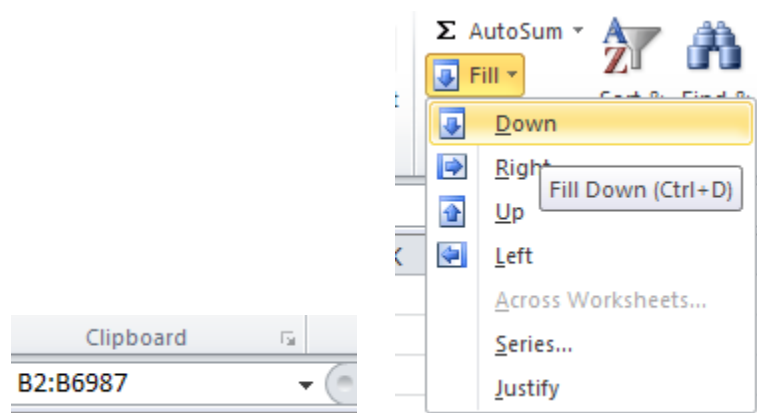 Clipboard
B2:B6987
Σ AutoSum
Fill
Down
Right
Fill Down (Ctrl+D)
Up
Left
Across Worksheets...
Series...
Justify